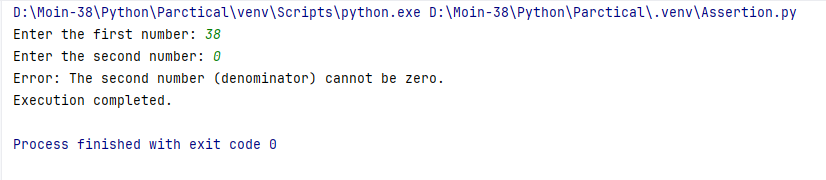 D:\Moin-38\Python\Parctical\venv\Scripts\python.exe D:\Moin-38\Python\Parctical\.venv\Assertion.py
Enter the first number: 38
Enter the second number: 0
Error: The second number (denominator) cannot be zero.
Execution completed.
Process finished with exit code 0